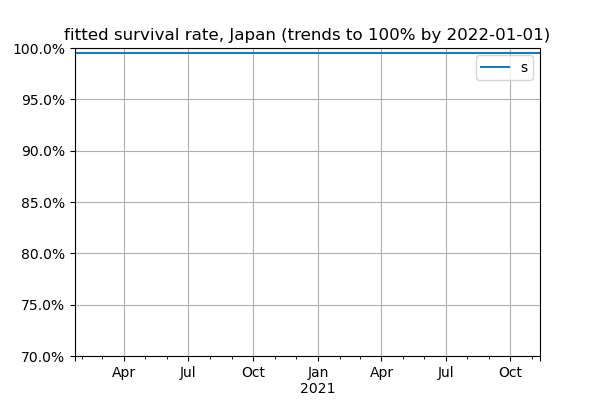 fitted survival rate, Japan (trends to 100% by 2022-01-01)
100.0%
s
95.0%
90.0%
85.0%
80.0%
75.0%
70.0%
Apr Jul Oct Jan Apr Jul Oct
2021